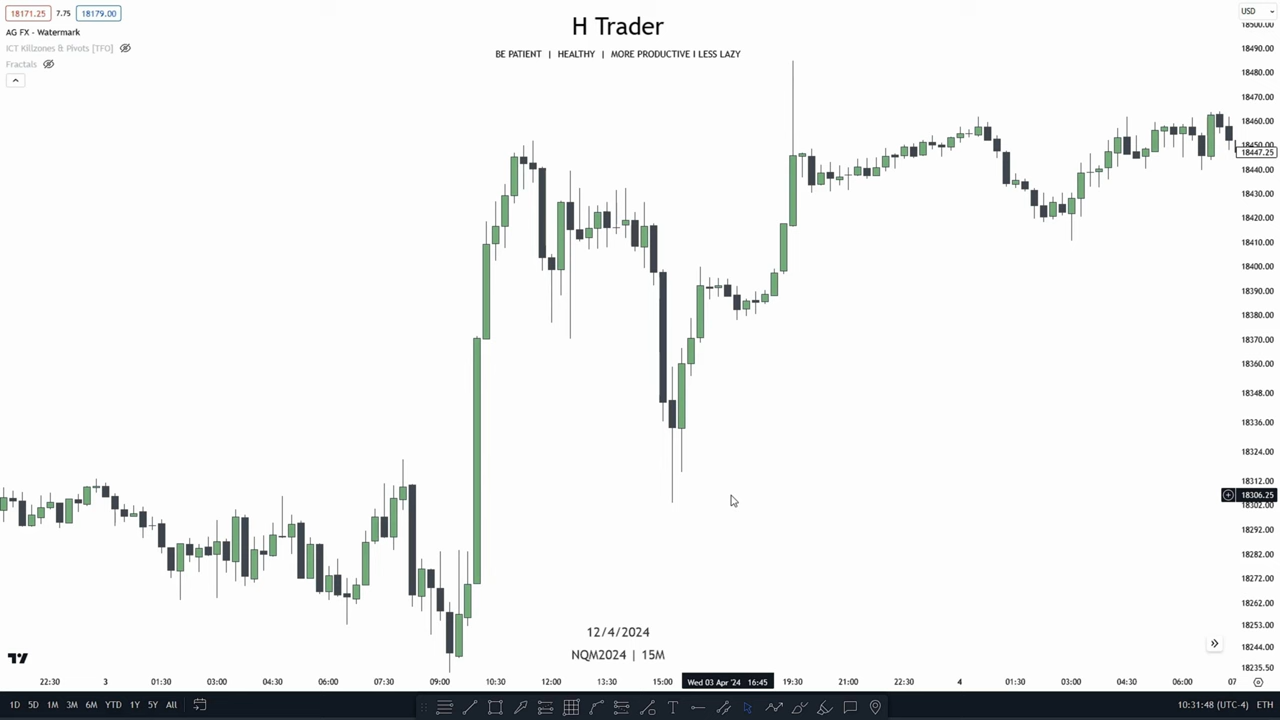 18171.25 7.75 18179.00
AG FX - Watermark
ICT Killzones & Pivots [TFO]
Fractals
H Trader
BE PATIENT | HEALTHY | MORE PRODUCTIVE I LESS LAZY
USD
18500.00
18490.00
18480.00
18470.00
18460.00
18450.00
18447.25
18440.00
18430.00
18420.00
18410.00
18400.00
18390.00
18380.00
18370.00
18360.00
18348.00
18336.00
18324.00
18312.00
18306.25
18302.00
18292.00
18282.00
18272.00
18262.00
18253.00
18244.00
18235.50
12/4/2024
NQM2024 | 15M
22:30 3 01:30 03:00 04:30 06:00 07:30 09:00 10:30 12:00 13:30 15:00 Wed 03 Apr '24 16:45 19:30 21:00 22:30 4 01:30 03:00 04:30 06:00 07
1D 5D 1M 3M 6M YTD 1Y 5Y All
10:31:48 (UTC-4) ETH